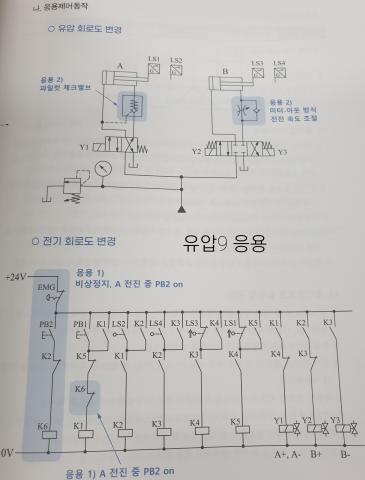 나. 응용제어동작
○ 유압 회로도 변경
LS1 LS2
LS3 LS4
A
B
응용 2)
파일럿 체크밸브
응용 2)
미터-아웃 방식
전진 속도 조절
Y1
Y2
Y3
○ 전기 회로도 변경
유압9 응용
응용 1)
비상정지, A 전진 중 PB2 on
+24V
EMG
PB2 PB1 K1 LS2 K2 LS4 K3 LS3 K4 LS1 K5 K1 K2 K3
K2 K5 K1 K2 K3 K4 K4 K3
K6
K6 K1 K2 K3 K4 K5 Y1 Y2 Y3
0V
A+, A- B+ B-
응용 1) A 전진 중 PB2 on